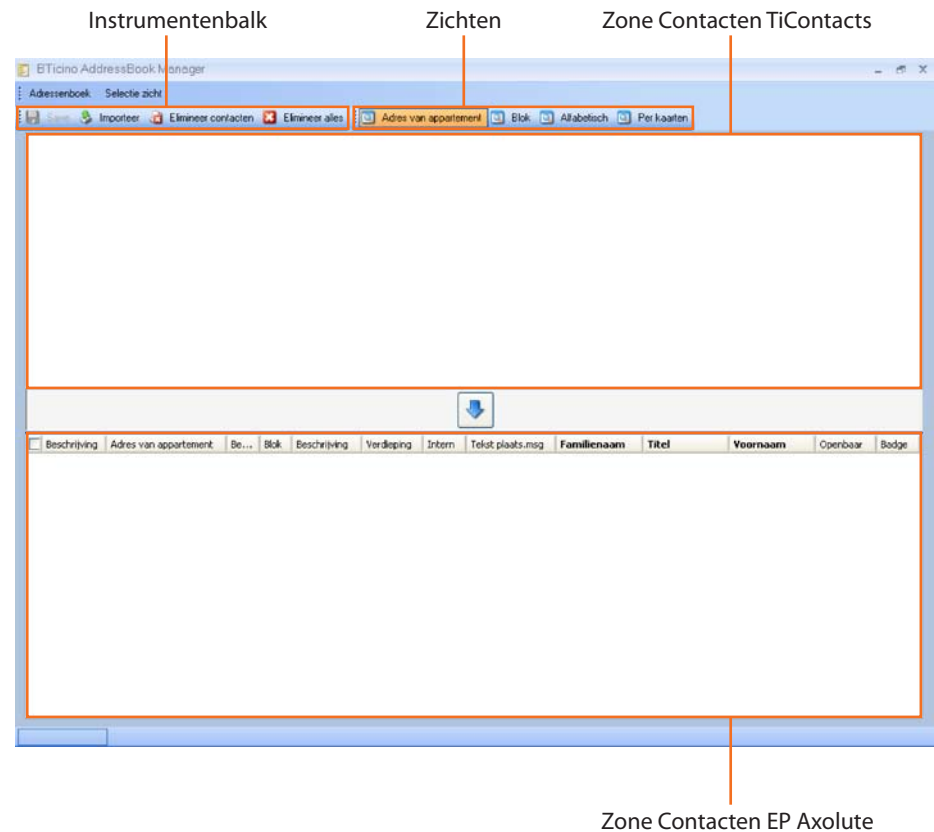 Instrumentenbalk Zichten Zone Contacten TiContacts
BTicino AddressBook Manager
Adressenboek Selectie zicht
Save Importeer Elimineer contacten Elimineer alles Adres van appartement Blok Alfabetisch Per kaarten
Beschrijving Adres van appartement Be... Blok Beschrijving Verdieping Intern Tekst plaats.msg Familienaam Titel Voornaam Openbaar Badge
Zone Contacten EP Axolute